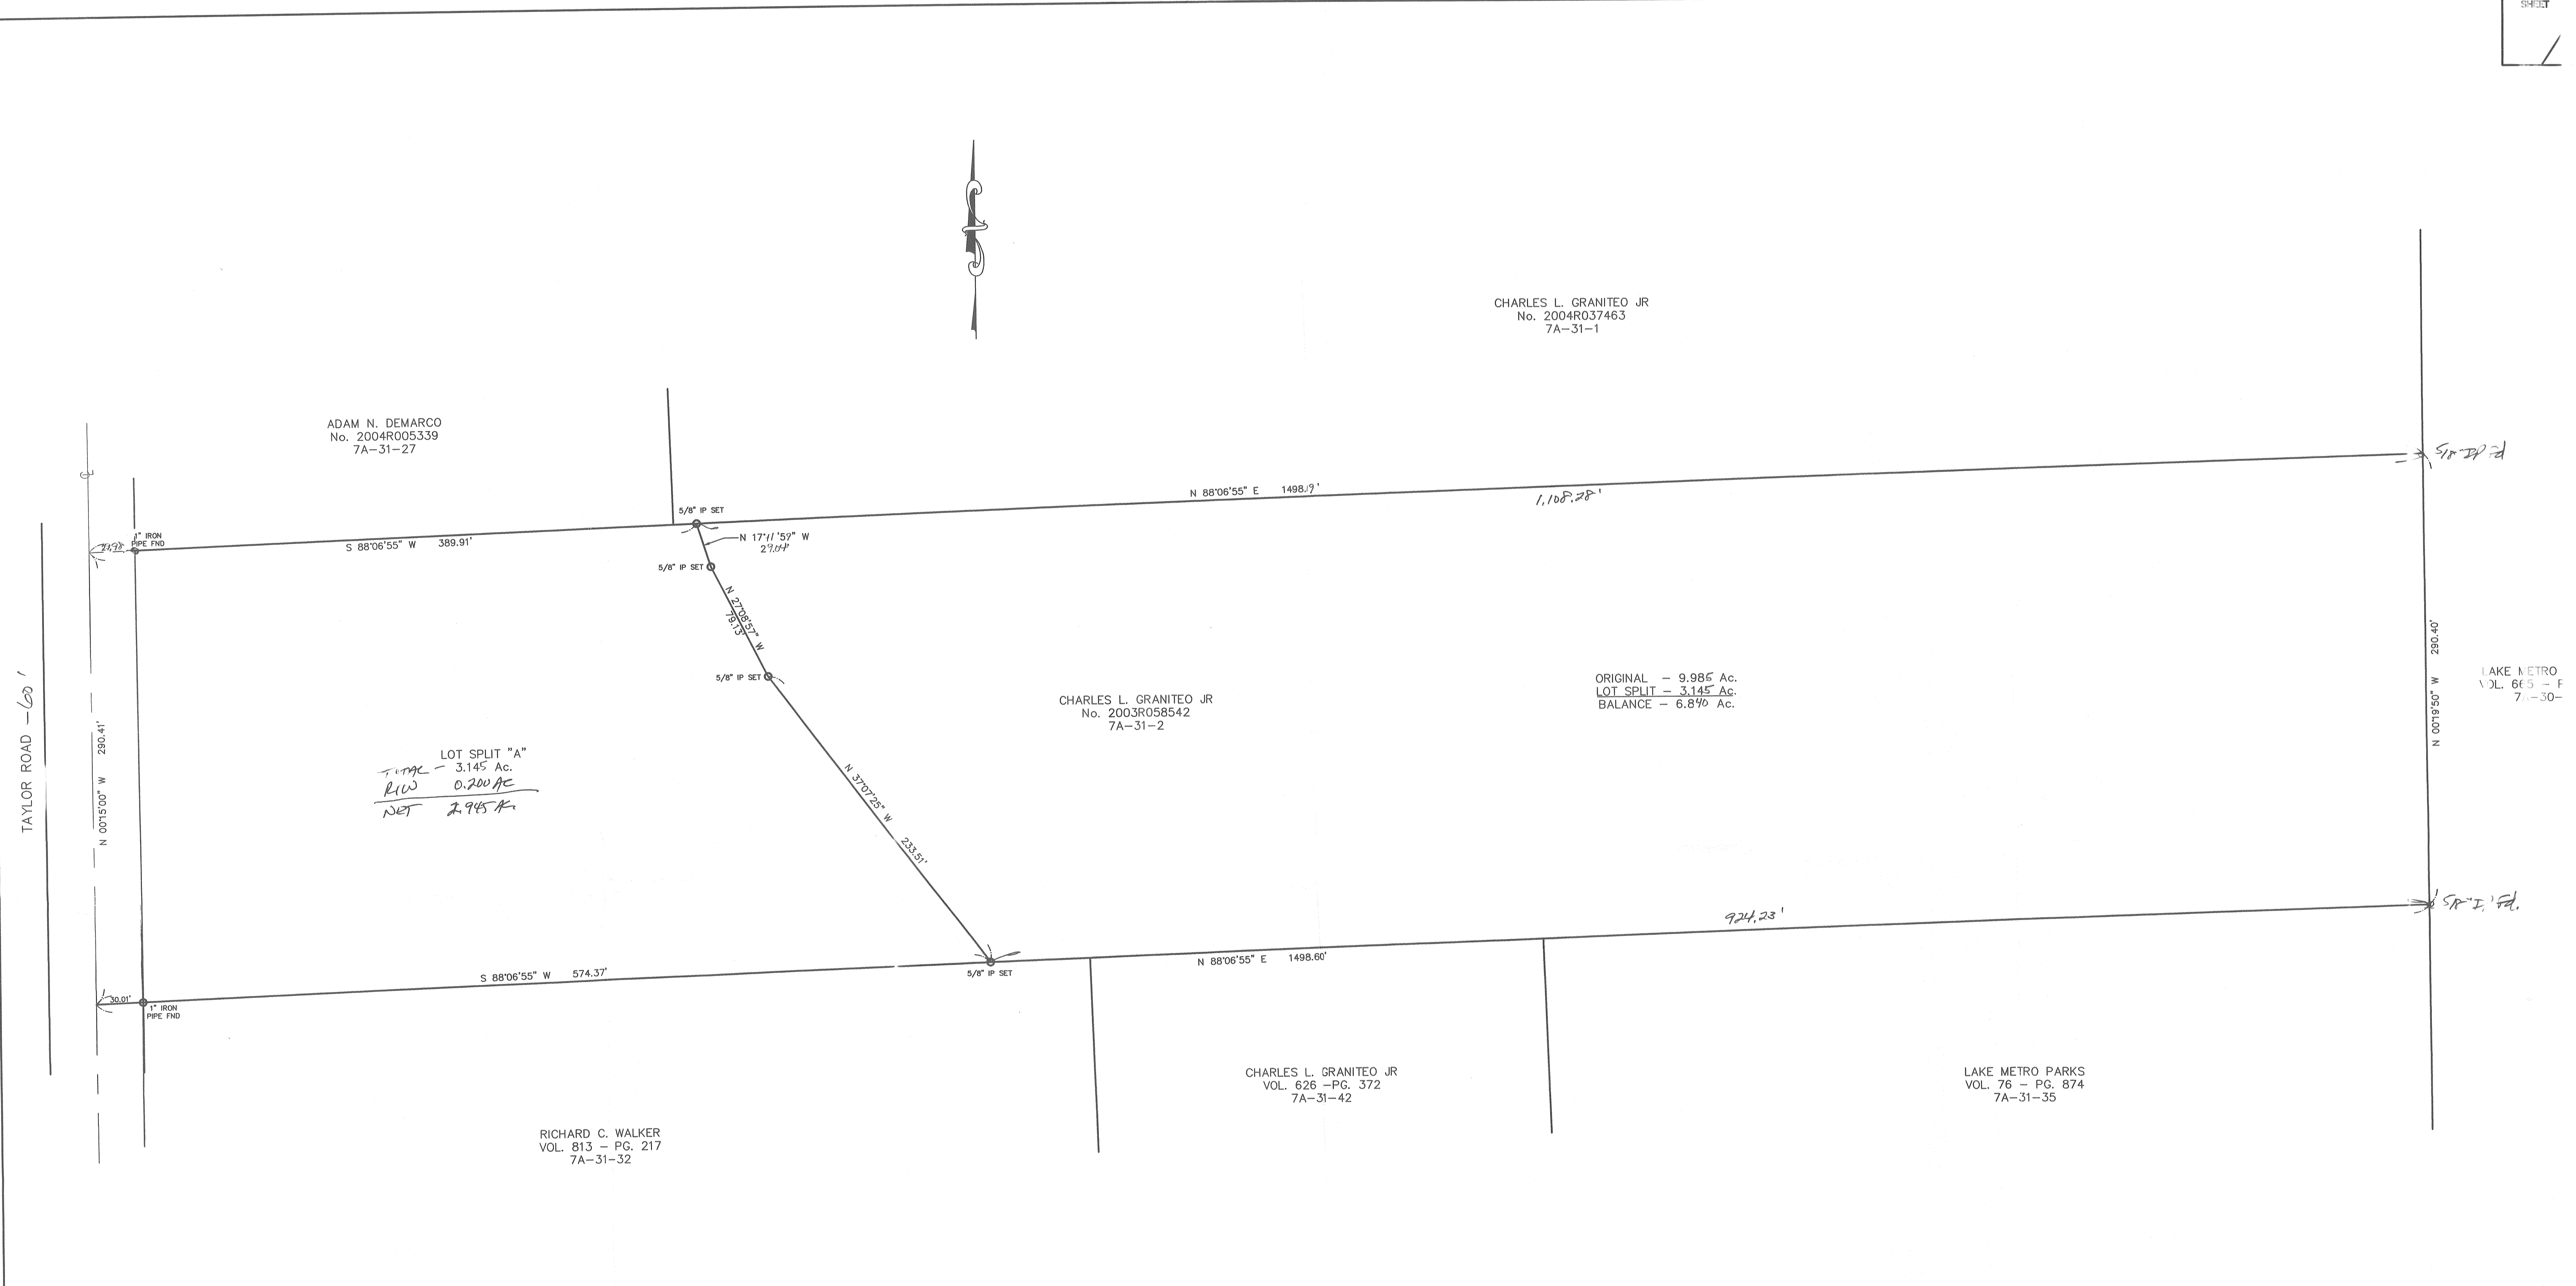 SHEET
CHARLES L. GRANITEO JR
No. 2004R037463
7A-31-1
ADAM N. DEMARCO
No. 2004R005339
7A-31-27
5/8" IP Fd
N 88°06'55" E 1498.19'
1,108.28'
5/8" IP SET
1" IRON
PIPE FND
S 88°06'55" W 389.91'
N 17°11'59" W
29.04'
5/8" IP SET
N 27°08'57" W
79.13'
5/8" IP SET
TAYLOR ROAD - 60'
N 00°15'00" W 290.41'
CHARLES L. GRANITEO JR
No. 2003R058542
7A-31-2
ORIGINAL - 9.985 Ac.
LOT SPLIT - 3.145 Ac.
BALANCE - 6.840 Ac.
N 00°19'50" W 290.40'
LAKE METRO
VOL. 665 - P
-30-
LOT SPLIT "A"
TOTAL - 3.145 Ac.
R/W 0.200 AC
NET 2.945 Ac.
N 37°07'25" W 233.51'
924.23'
S 88°06'55" W 574.37'
5/8" IP SET
N 88°06'55" E 1498.60'
30.01'
1" IRON
PIPE FND
CHARLES L. GRANITEO JR
VOL. 626 -PG. 372
7A-31-42
LAKE METRO PARKS
VOL. 76 - PG. 874
7A-31-35
RICHARD C. WALKER
VOL. 813 - PG. 217
7A-31-32